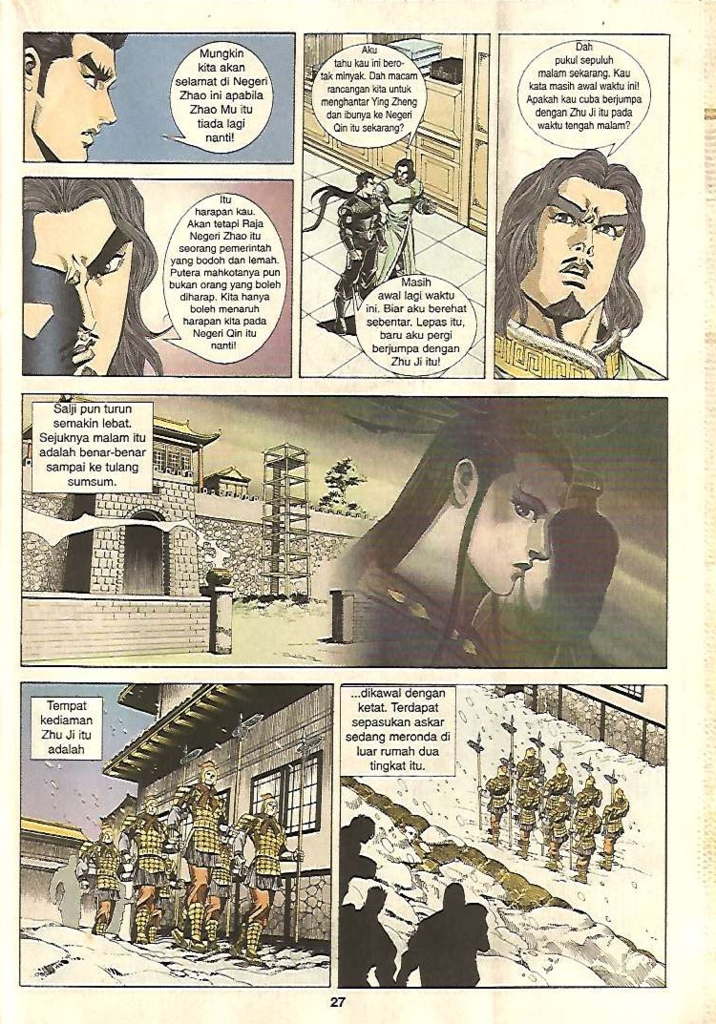 Mungkin
kita akan
selamat di Negeri
Zhao ini apabila
Zhao Mu itu
tiada lagi
nanti!
Itu
harapan kau.
Akan tetapi Raja
Negeri Zhao itu
seorang pemerintah
yang bodoh dan lemah.
Putera mahkotanya pun
bukan orang yang boleh
diharap. Kita hanya
boleh menaruh
harapan kita pada
Negeri Qin itu
nanti!
Aku
tahu kau ini bero-
tak minyak. Dah macam
rancangan kita untuk
menghantar Ying Zheng
dan ibunya ke Negeri
Qin itu sekarang?
Masih
awal lagi waktu
ini. Biar aku berehat
sebentar. Lepas itu,
baru aku pergi
berjumpa dengan
Zhu Ji itu!
Dah
pukul sepuluh
malam sekarang. Kau
kata masih awal waktu ini!
Apakah kau cuba berjumpa
dengan Zhu Ji itu pada
waktu tengah malam?
Salji pun turun
semakin lebat.
Sejuknya malam itu
adalah benar-benar
sampai ke tulang
sumsum.
Tempat
kediaman
Zhu Ji itu
adalah
...dikawal dengan
ketat. Terdapat
sepasukan askar
sedang meronda di
luar rumah dua
tingkat itu.
27